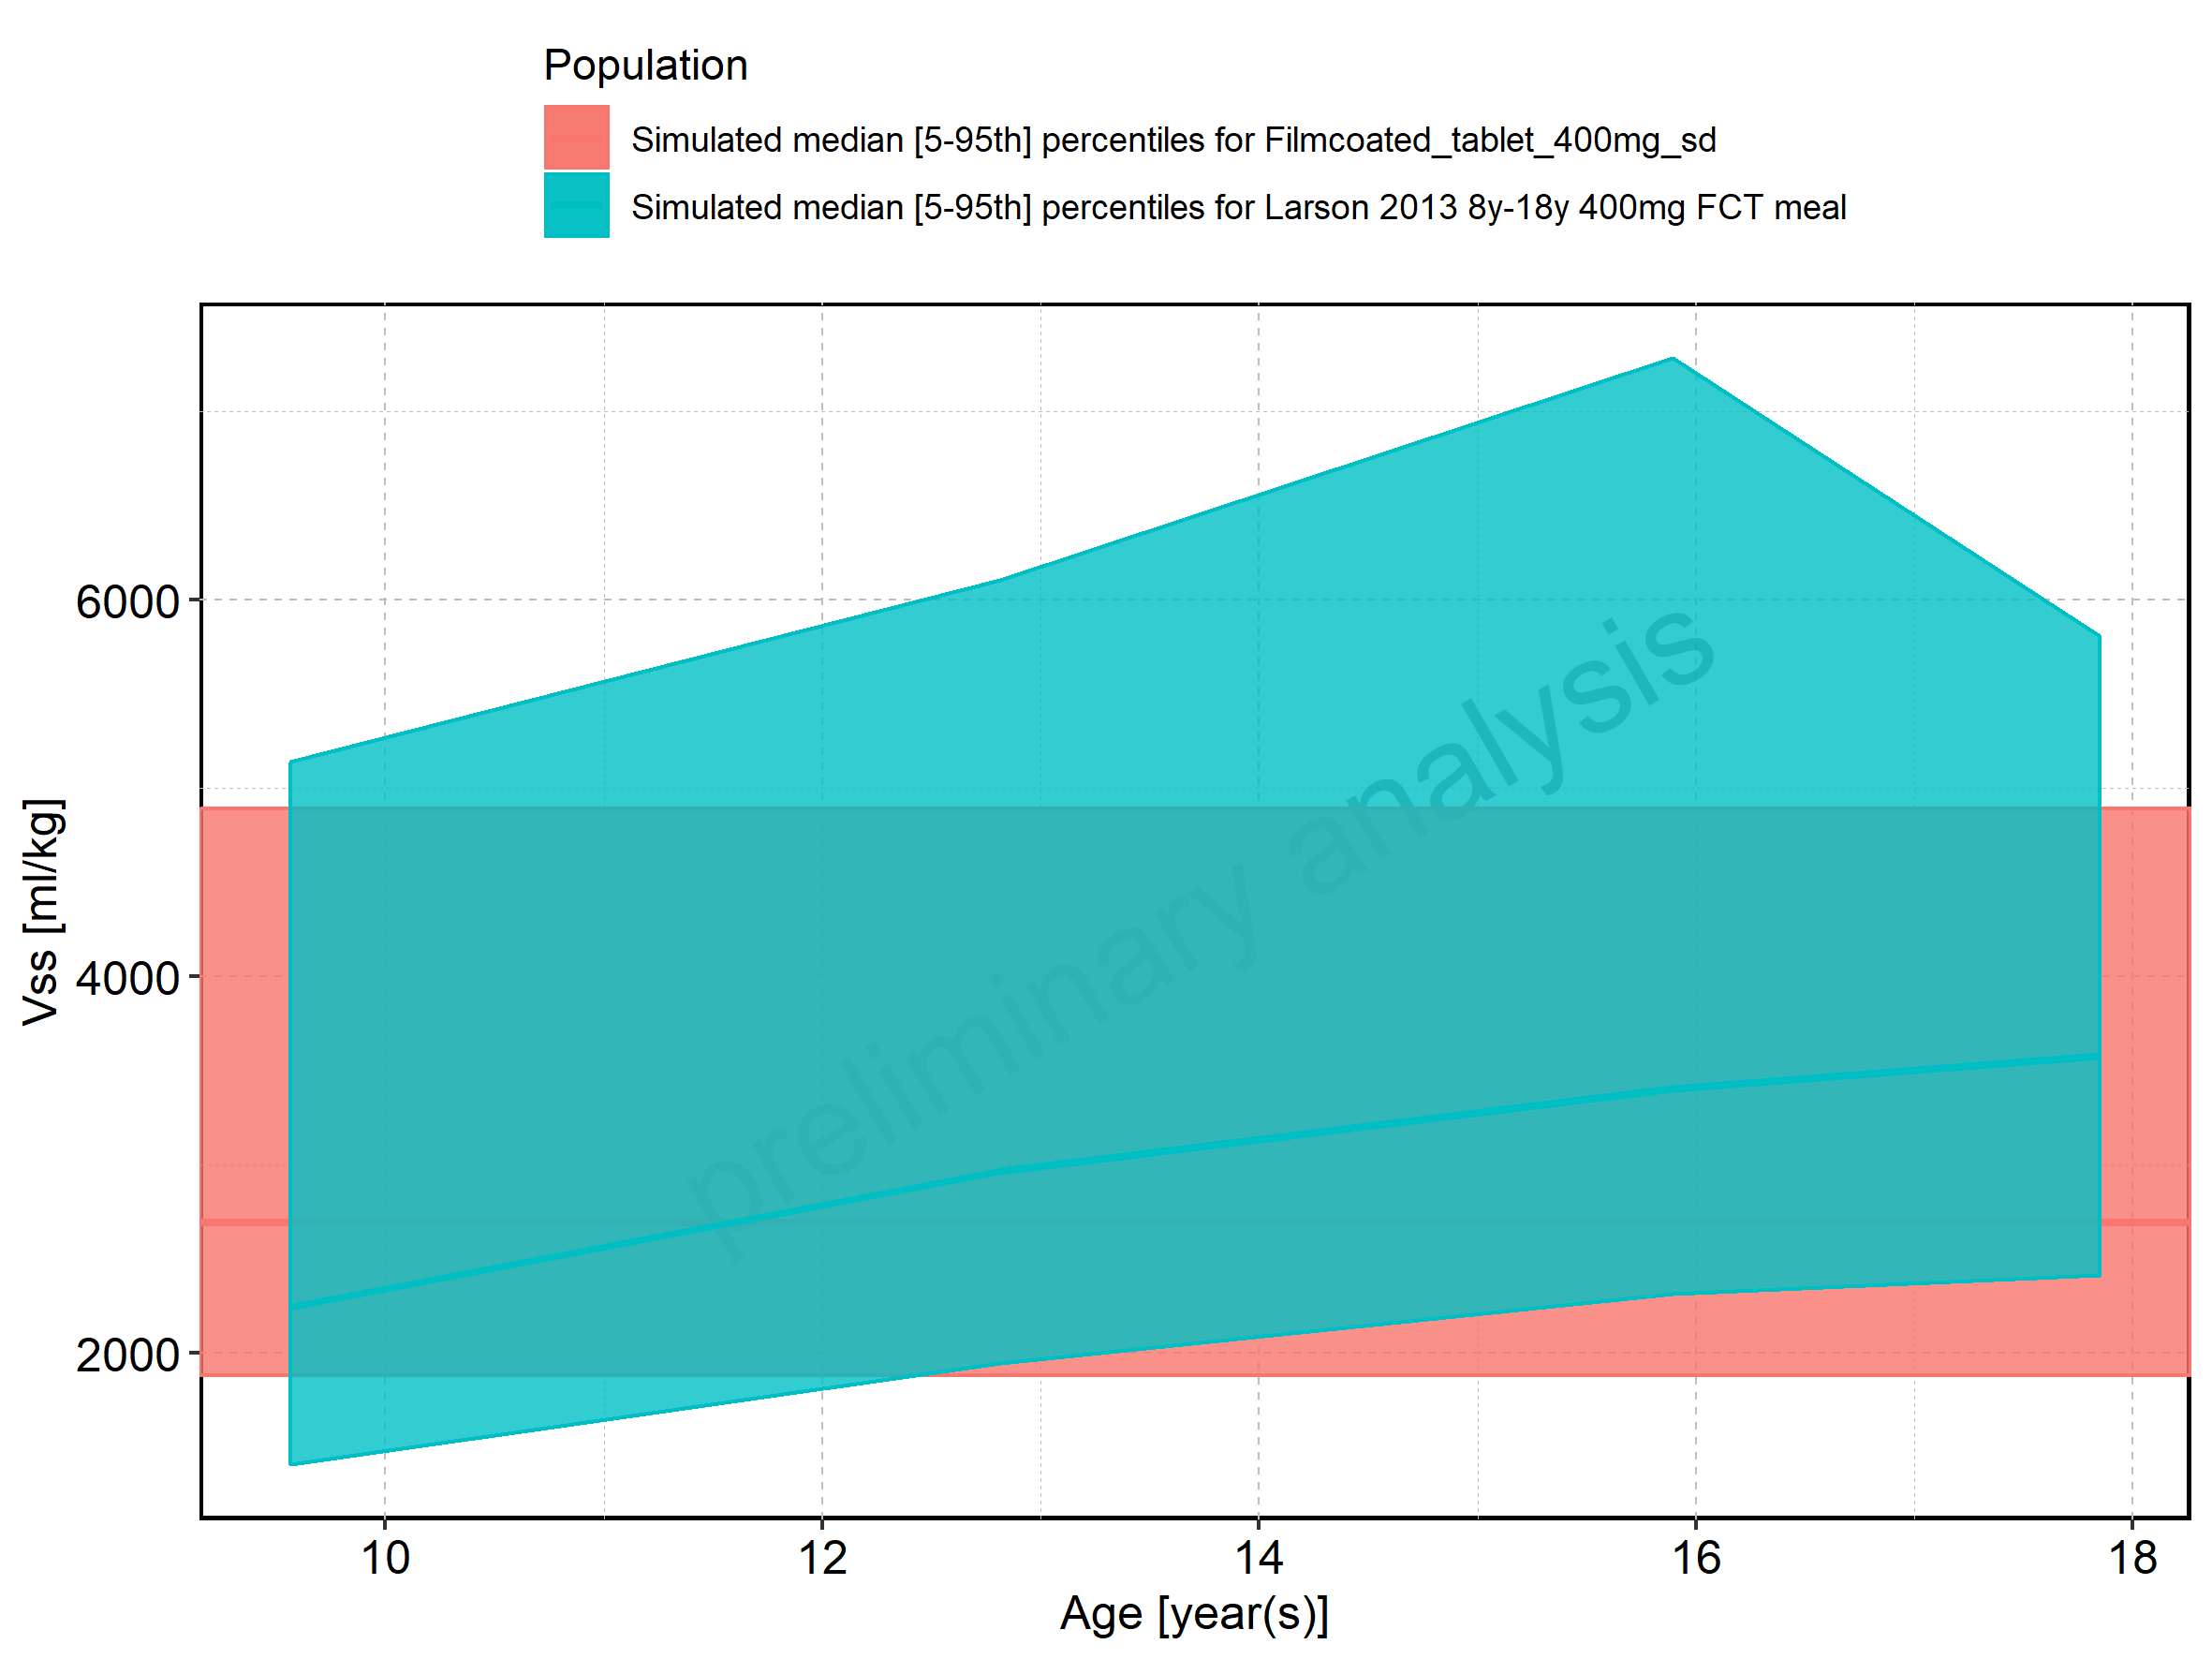 Population
Simulated median [5-95th] percentiles for Filmcoated_tablet_400mg_sd
Simulated median [5-95th] percentiles for Larson 2013 8y-18y 400mg FCT meal
Vss [ml/kg]
6000
4000
2000
preliminary analysis
10 12 14 16 18
Age [year(s)]